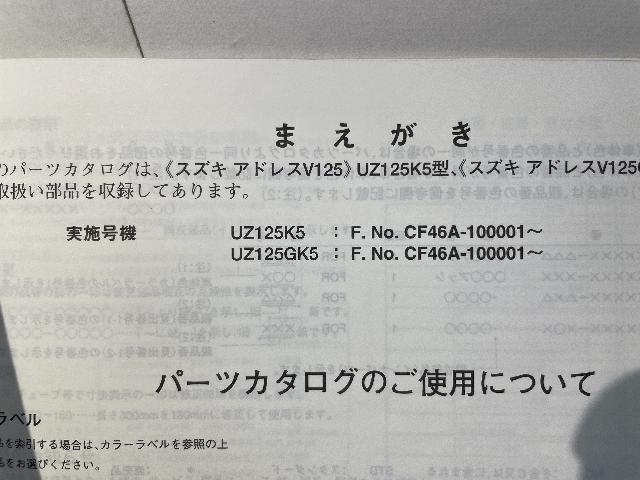 まえがき
のパーツカタログは、《スズキ アドレスV125》UZ125K5型、《スズキ アドレスV125G
取扱い部品を収録してあります。
実施号機 UZ125K5 : F. No. CF46A-100001～
UZ125GK5 : F. No. CF46A-100001～
パーツカタログのご使用について
ラベル
品を索引する場合は、カラーラベルを参照の上
品をお選びください。